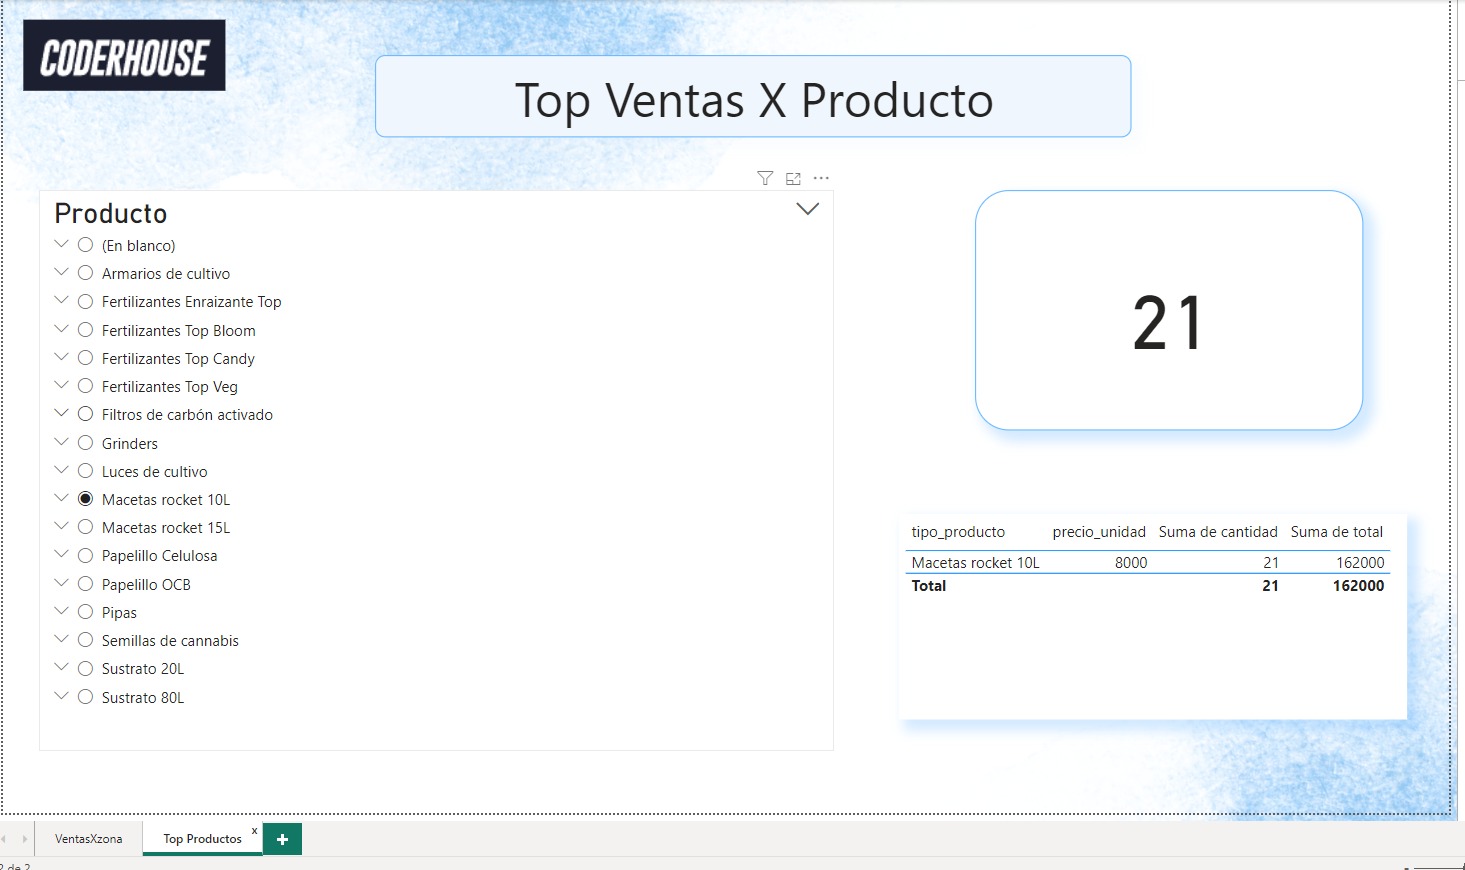 CODERHOUSE
Top Ventas X Producto
Producto
(En blanco)
Armarios de cultivo
Fertilizantes Enraizante Top
Fertilizantes Top Bloom
Fertilizantes Top Candy
Fertilizantes Top Veg
Filtros de carbón activado
Grinders
Luces de cultivo
Macetas rocket 10L
Macetas rocket 15L
Papelillo Celulosa
Papelillo OCB
Pipas
Semillas de cannabis
Sustrato 20L
Sustrato 80L
21
tipo_producto precio_unidad Suma de cantidad Suma de total
Macetas rocket 10L 8000 21 162000
Total 21 162000
VentasXzona Top Productos x +
2 de 2